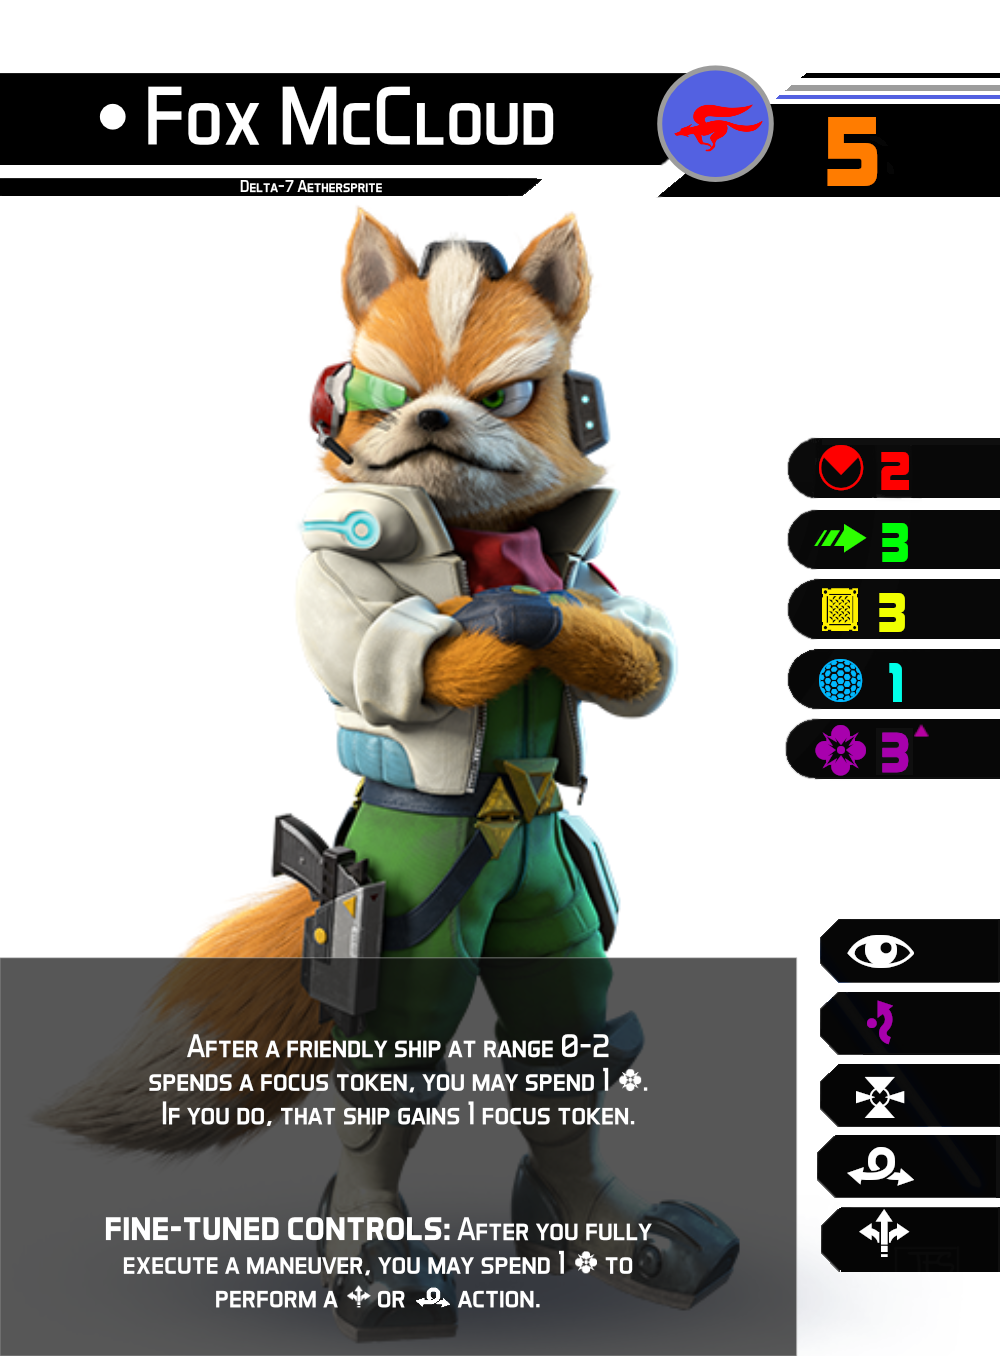 • Fox McCloud
5
Delta-7 Aethersprite
2
3
3
1
3
After a friendly ship at range 0-2
spends a focus token, you may spend 1 .
If you do, that ship gains 1 focus token.
FINE-TUNED CONTROLS: After you fully
execute a maneuver, you may spend 1 to
perform a or action.